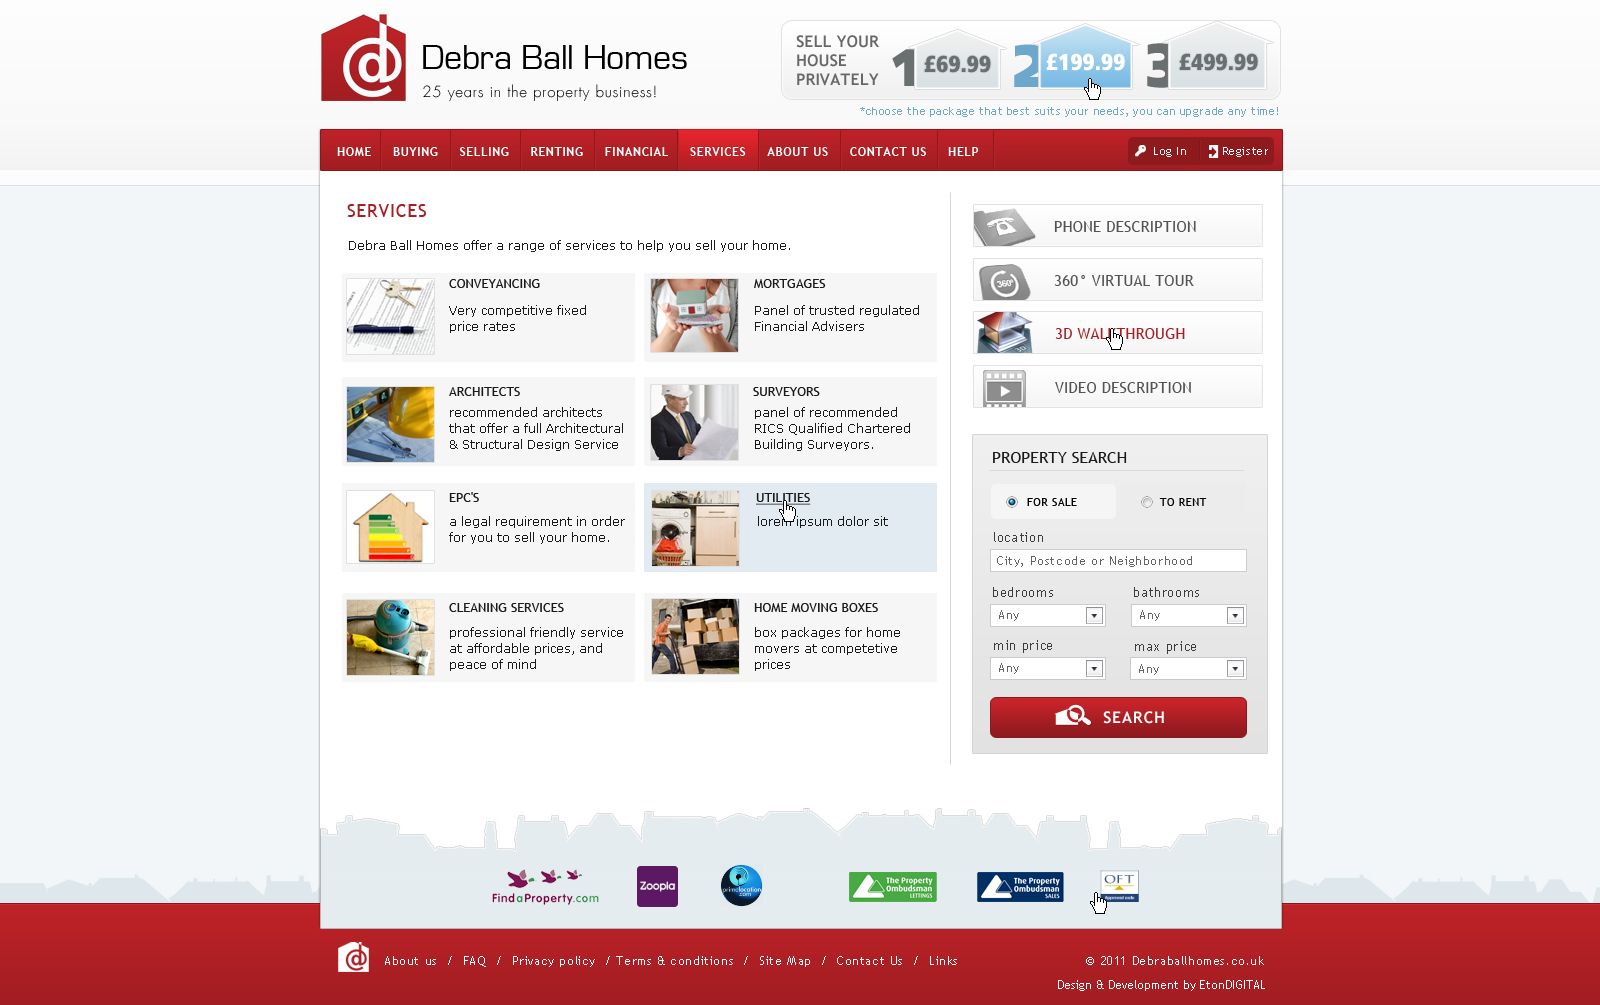 Debra Ball Homes
25 years in the property business!
SELL YOUR
HOUSE
PRIVATELY
1 £69.99
2 £199.99
3 £499.99
*choose the package that best suits your needs, you can upgrade any time!
HOME BUYING SELLING RENTING FINANCIAL SERVICES ABOUT US CONTACT US HELP
Log In Register
SERVICES
Debra Ball Homes offer a range of services to help you sell your home.
CONVEYANCING
Very competitive fixed
price rates
MORTGAGES
Panel of trusted regulated
Financial Advisers
ARCHITECTS
recommended architects
that offer a full Architectural
& Structural Design Service
SURVEYORS
panel of recommended
RICS Qualified Chartered
Building Surveyors.
EPC'S
a legal requirement in order
for you to sell your home.
UTILITIES
lorem ipsum dolor sit
CLEANING SERVICES
professional friendly service
at affordable prices, and
peace of mind
HOME MOVING BOXES
box packages for home
movers at competetive
prices
PHONE DESCRIPTION
360°
360° VIRTUAL TOUR
3D
3D WALKTHROUGH
VIDEO DESCRIPTION
PROPERTY SEARCH
FOR SALE
TO RENT
location
City, Postcode or Neighborhood
bedrooms
bathrooms
Any
Any
min price
max price
Any
Any
SEARCH
FindaProperty.com
Zoopla
primelocation
.com
The Property
Ombudsman
LETTINGS
The Property
Ombudsman
SALES
OFT
Approved code
About us / FAQ / Privacy policy / Terms & conditions / Site Map / Contact Us / Links
© 2011 Debraballhomes.co.uk
Design & Development by EtonDIGITAL